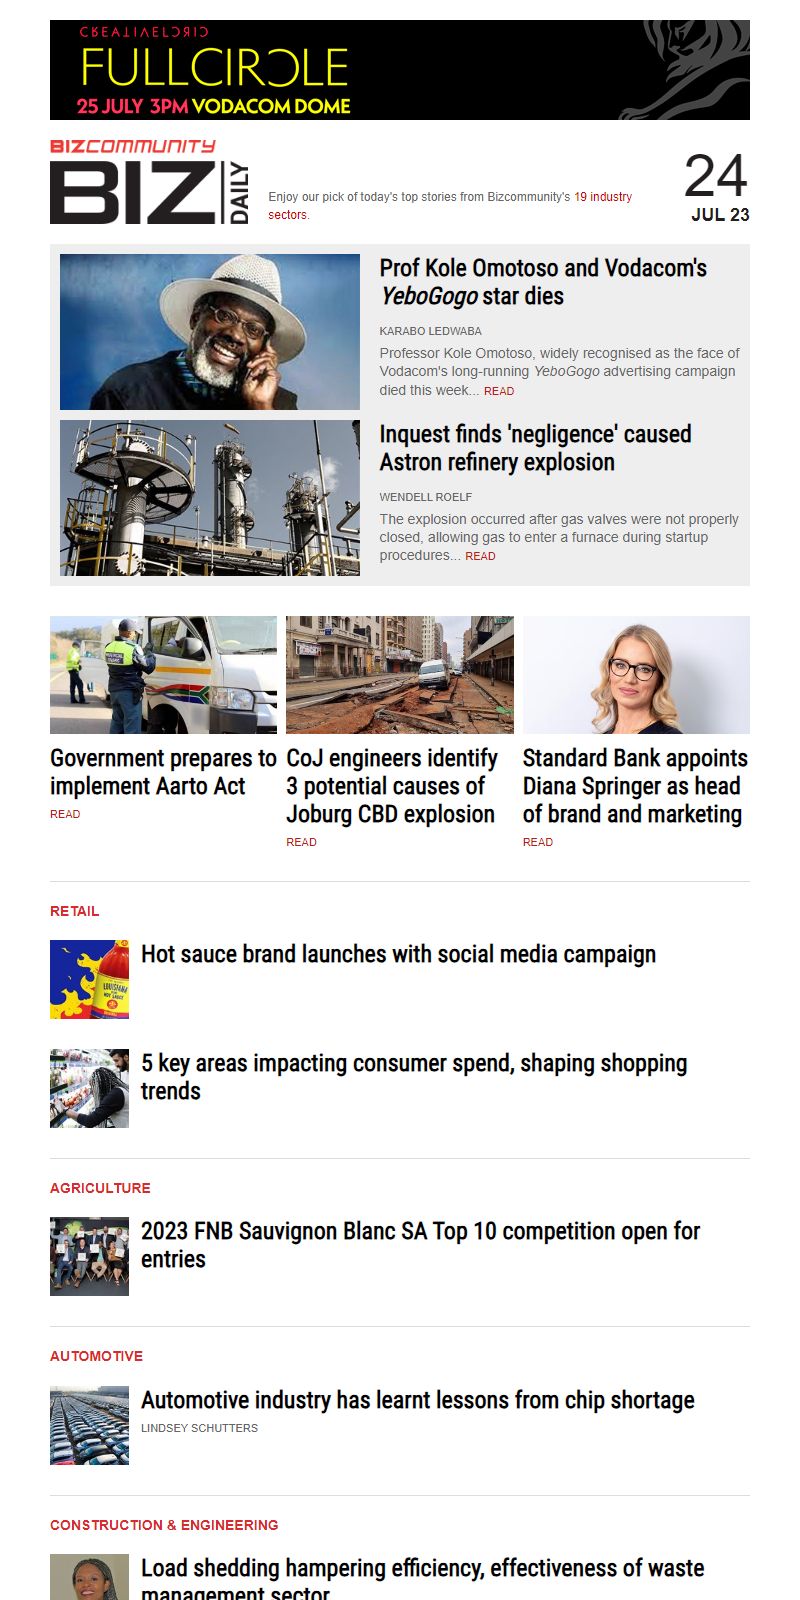 CREATIVECIRCLE
FULLCIRCLE
25 JULY 3PM VODACOM DOME
BIZCOMMUNITY
BIZ DAILY
Enjoy our pick of today's top stories from Bizcommunity's 19 industry
sectors.
24
JUL 23
Prof Kole Omotoso and Vodacom's
YeboGogo star dies
KARABO LEDWABA
Professor Kole Omotoso, widely recognised as the face of
Vodacom's long-running YeboGogo advertising campaign
died this week... READ
Inquest finds 'negligence' caused
Astron refinery explosion
WENDELL ROELF
The explosion occurred after gas valves were not properly
closed, allowing gas to enter a furnace during startup
procedures... READ
Government prepares to
implement Aarto Act
READ
CoJ engineers identify
3 potential causes of
Joburg CBD explosion
READ
Standard Bank appoints
Diana Springer as head
of brand and marketing
READ
RETAIL
LOUISIANA
HOT SAUCE
Hot sauce brand launches with social media campaign
5 key areas impacting consumer spend, shaping shopping
trends
AGRICULTURE
2023 FNB Sauvignon Blanc SA Top 10 competition open for
entries
AUTOMOTIVE
Automotive industry has learnt lessons from chip shortage
LINDSEY SCHUTTERS
CONSTRUCTION & ENGINEERING
Load shedding hampering efficiency, effectiveness of waste
management sector